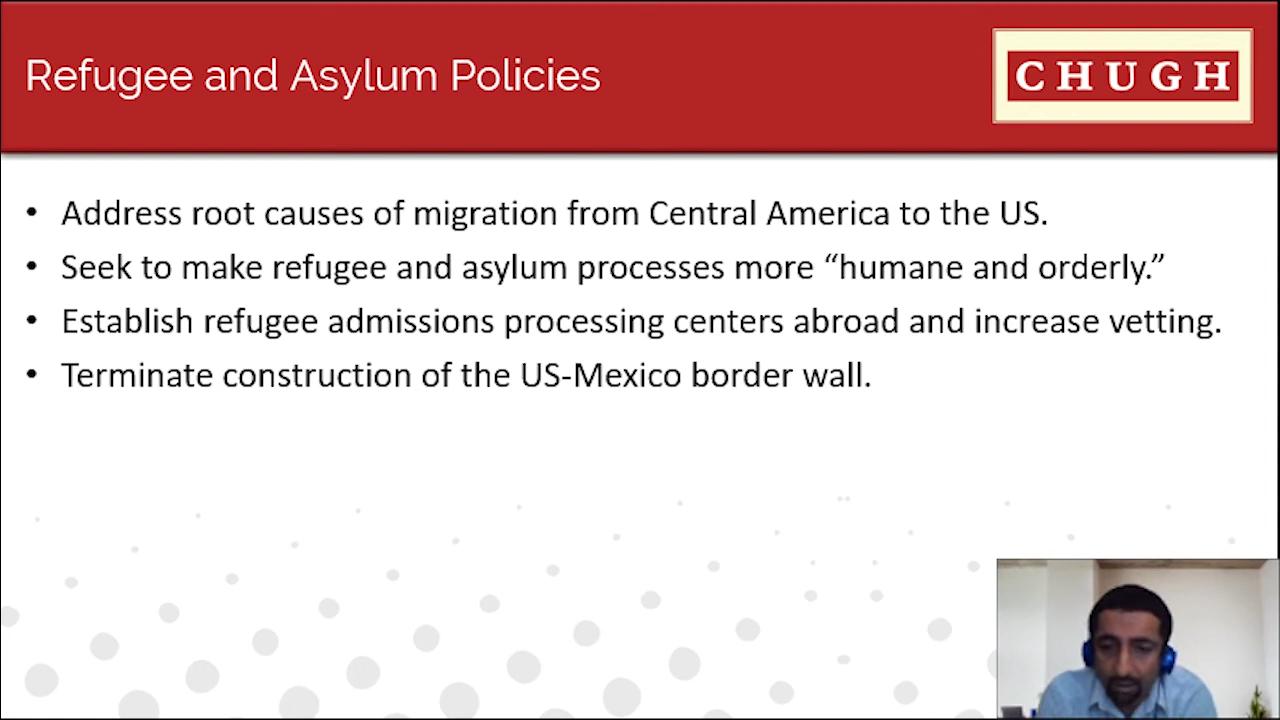 Refugee and Asylum Policies
CHUGH
• Address root causes of migration from Central America to the US.
• Seek to make refugee and asylum processes more “humane and orderly.”
• Establish refugee admissions processing centers abroad and increase vetting.
• Terminate construction of the US-Mexico border wall.